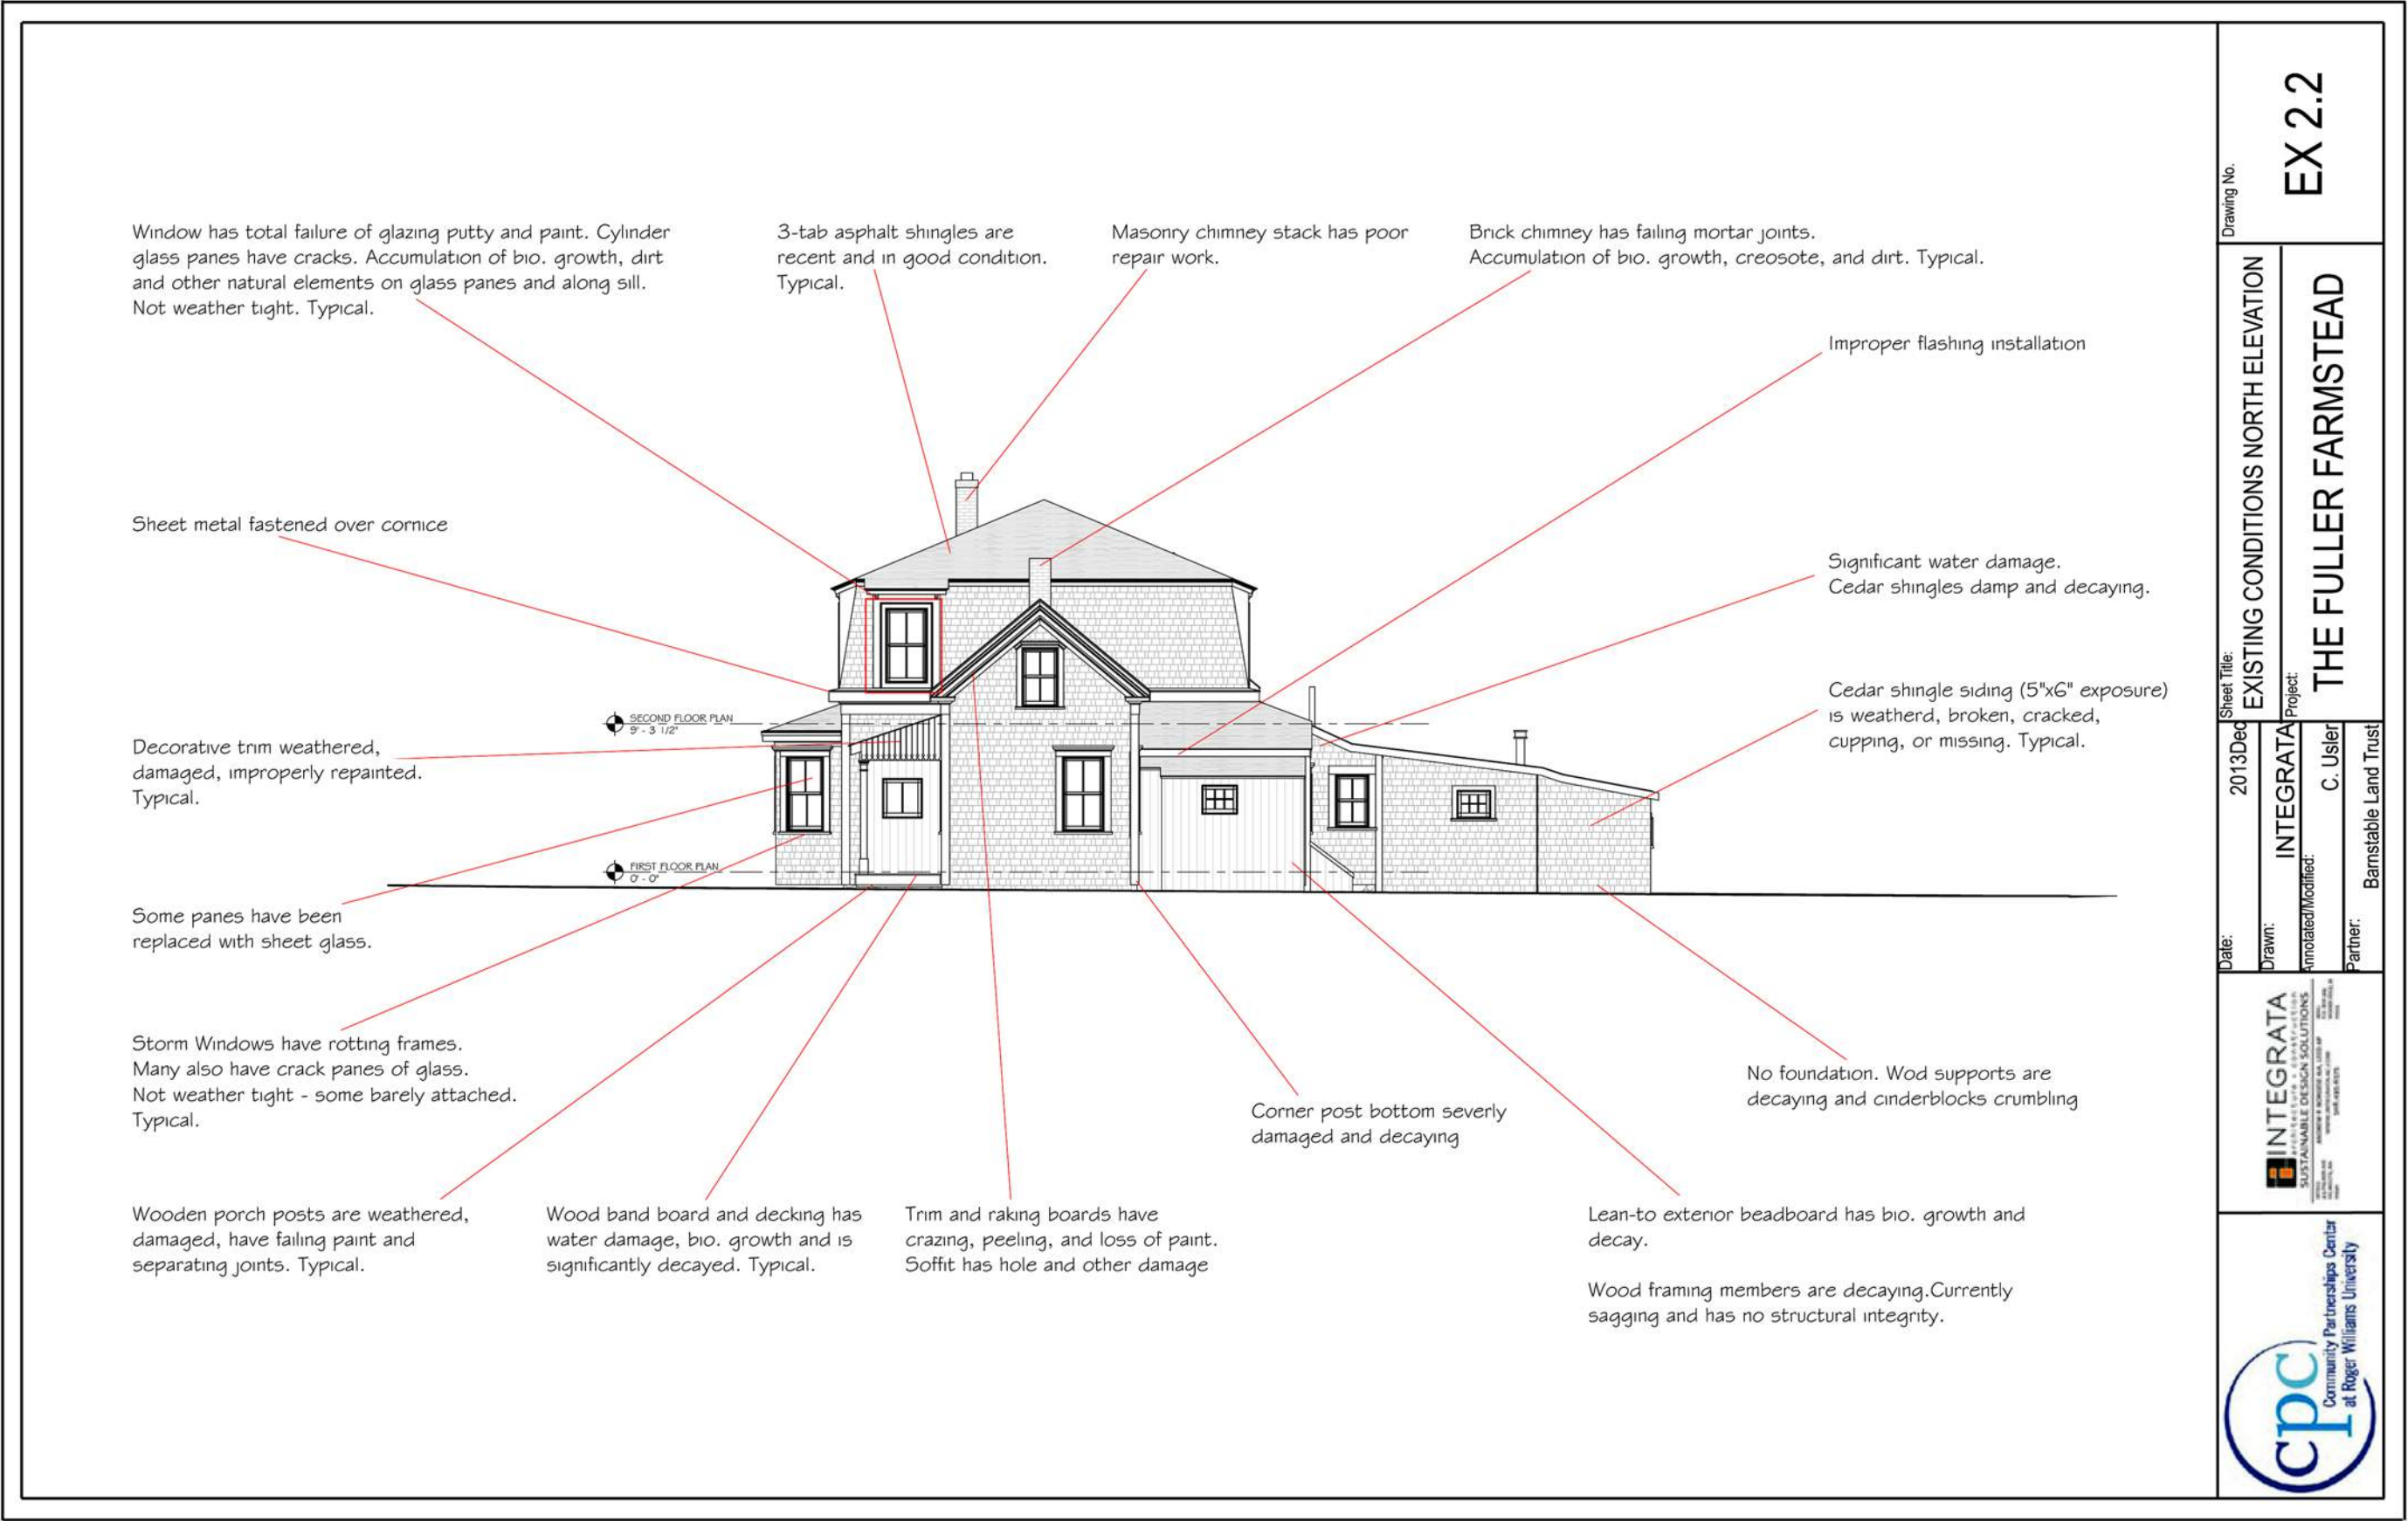 Window has total failure of glazing putty and paint. Cylinder
glass panes have cracks. Accumulation of bio. growth, dirt
and other natural elements on glass panes and along sill.
Not weather tight. Typical.
3-tab asphalt shingles are
recent and in good condition.
Typical.
Masonry chimney stack has poor
repair work.
Brick chimney has failing mortar joints.
Accumulation of bio. growth, creosote, and dirt. Typical.
Improper flashing installation
Sheet metal fastened over cornice
Significant water damage.
Cedar shingles damp and decaying.
Cedar shingle siding (5"x6" exposure)
is weatherd, broken, cracked,
cupping, or missing. Typical.
SECOND FLOOR PLAN
9' - 3 1/2"
Decorative trim weathered,
damaged, improperly repainted.
Typical.
FIRST FLOOR PLAN
0' - 0"
Some panes have been
replaced with sheet glass.
Storm Windows have rotting frames.
Many also have crack panes of glass.
Not weather tight - some barely attached.
Typical.
No foundation. Wod supports are
decaying and cinderblocks crumbling
Corner post bottom severly
damaged and decaying
Wooden porch posts are weathered,
damaged, have failing paint and
separating joints. Typical.
Wood band board and decking has
water damage, bio. growth and is
significantly decayed. Typical.
Trim and raking boards have
crazing, peeling, and loss of paint.
Soffit has hole and other damage
Lean-to exterior beadboard has bio. growth and
decay.
Wood framing members are decaying.Currently
sagging and has no structural integrity.
Drawing No.
EX 2.2
Sheet Title:
EXISTING CONDITIONS NORTH ELEVATION
Project:
THE FULLER FARMSTEAD
Date:
2013Dec
Drawn:
INTEGRATA
Annotated/Modified:
C. Usler
Partner:
Barnstable Land Trust
INTEGRATA
architecture + construction
SUSTAINABLE DESIGN SOLUTIONS
cpc
Community Partnerships Center
at Roger Williams University